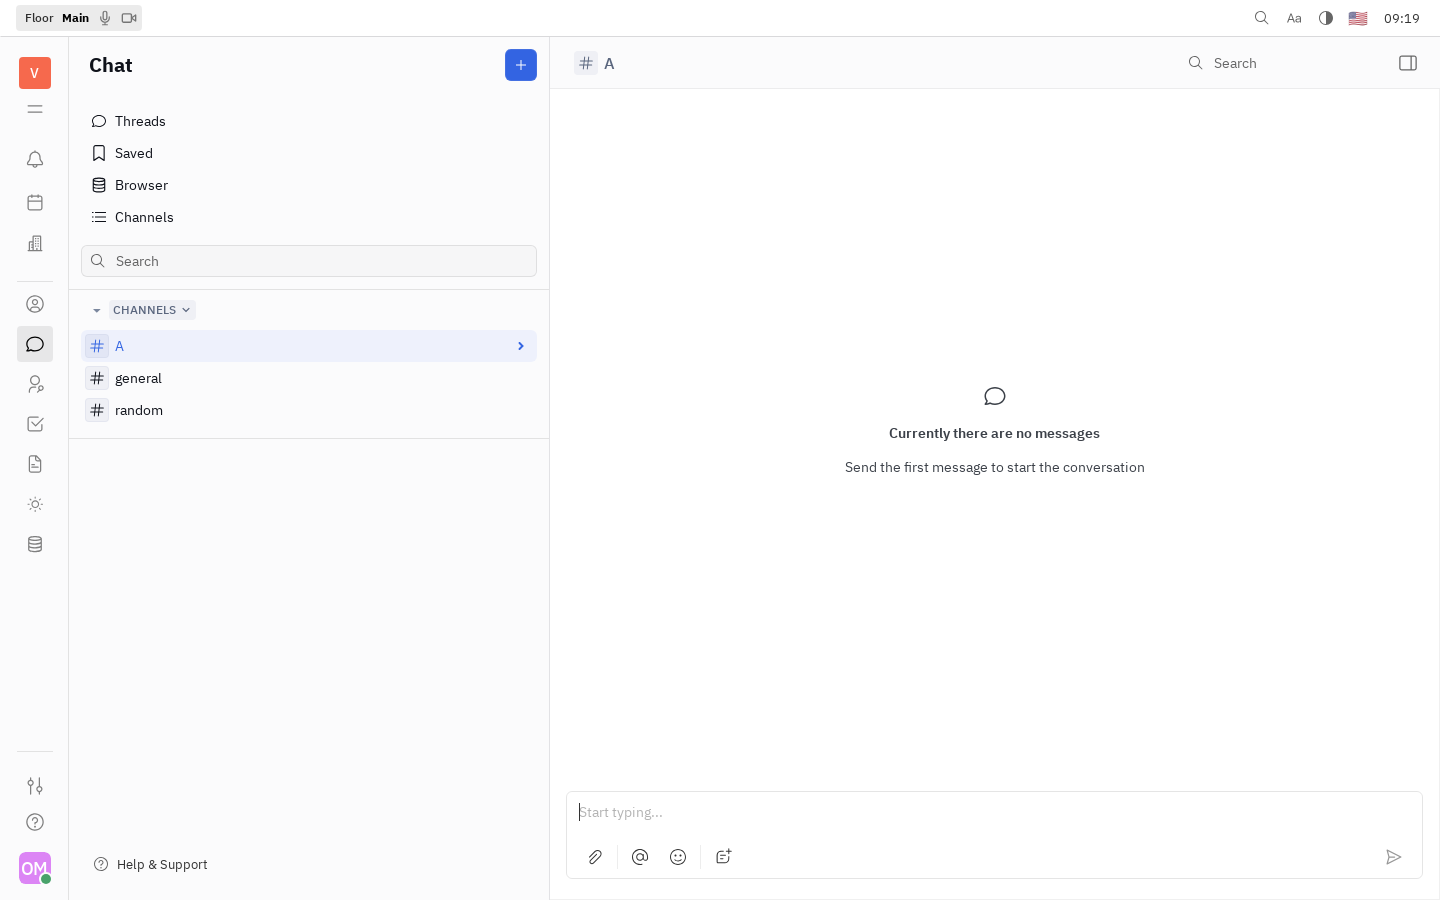 Floor Main
Aa
09:19
V
Chat
Threads
Saved
Browser
Channels
Search
CHANNELS
A
general
random
Help & Support
OM
A
Search
Currently there are no messages
Send the first message to start the conversation
Start typing...